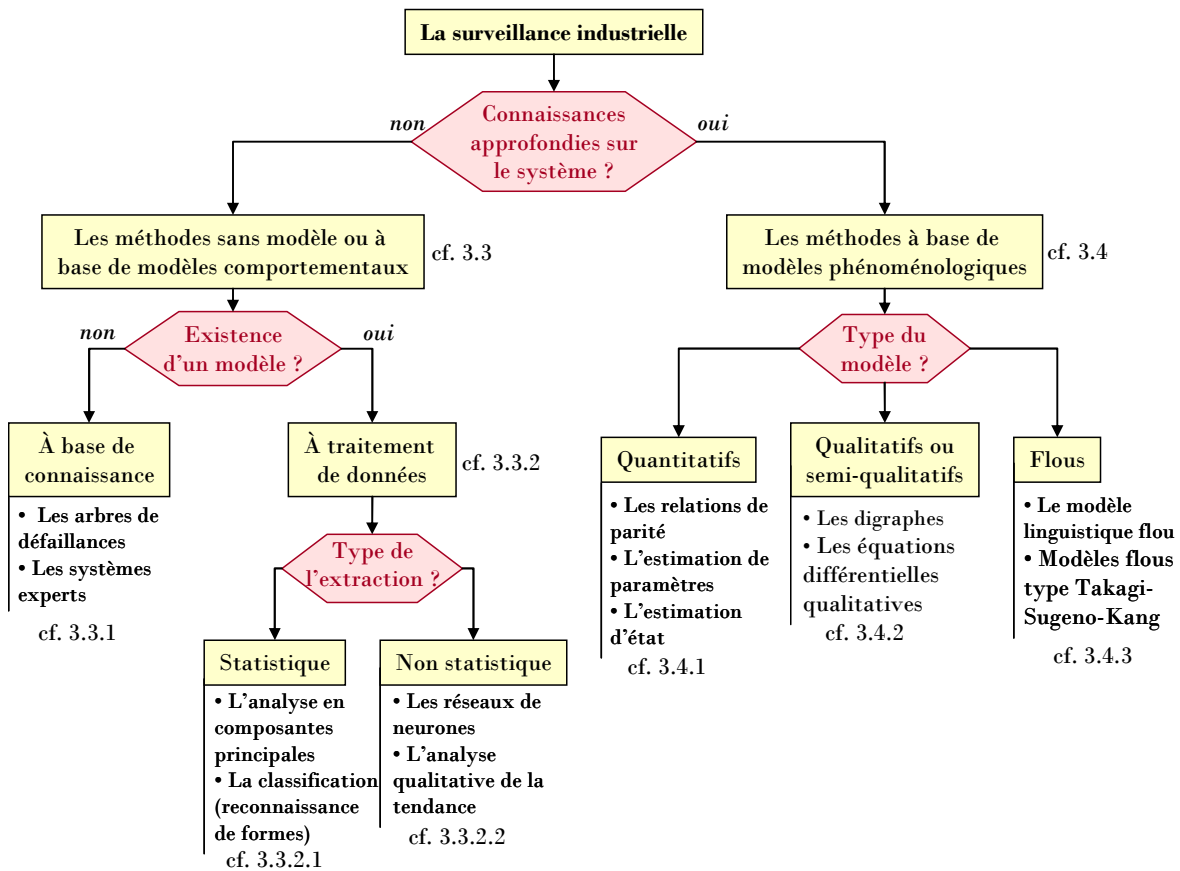 La surveillance industrielle
Connaissances
approfondies sur
le système ?
non
oui
Les méthodes sans modèle ou à
base de modèles comportementaux
cf. 3.3
Les méthodes à base de
modèles phénoménologiques
cf. 3.4
Existence
d'un modèle ?
non
oui
Type du
modèle ?
À base de
connaissance
• Les arbres de
défaillances
• Les systèmes
experts
cf. 3.3.1
À traitement
de données
cf. 3.3.2
Type de
l'extraction ?
Statistique
• L'analyse en
composantes
principales
• La classification
(reconnaissance
de formes)
cf. 3.3.2.1
Non statistique
• Les réseaux de
neurones
• L'analyse
qualitative de la
tendance
cf. 3.3.2.2
Quantitatifs
• Les relations de
parité
• L'estimation de
paramètres
• L'estimation
d'état
cf. 3.4.1
Qualitatifs ou
semi-qualitatifs
• Les digraphes
• Les équations
différentielles
qualitatives
cf. 3.4.2
Flous
• Le modèle
linguistique flou
• Modèles flous
type Takagi-
Sugeno-Kang
cf. 3.4.3